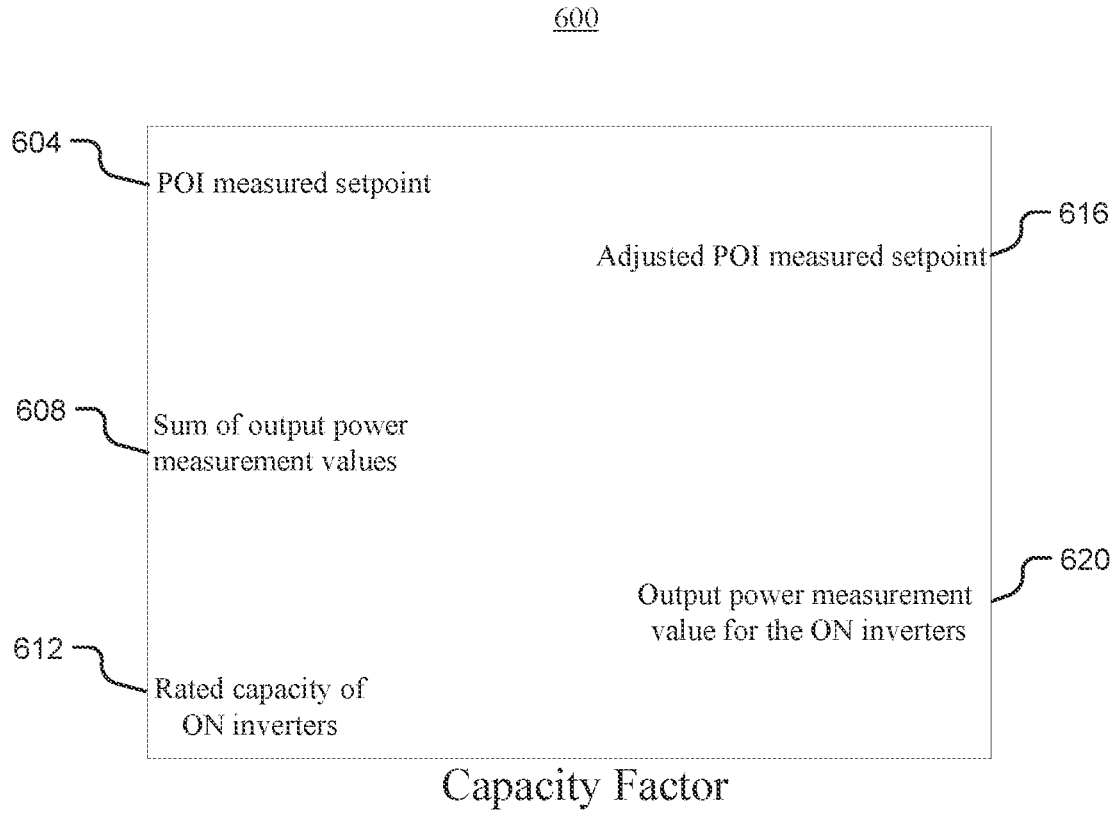 600
604
POI measured setpoint
616
Adjusted POI measured setpoint
608
Sum of output power
measurement values
620
Output power measurement
value for the ON inverters
612
Rated capacity of
ON inverters
Capacity Factor